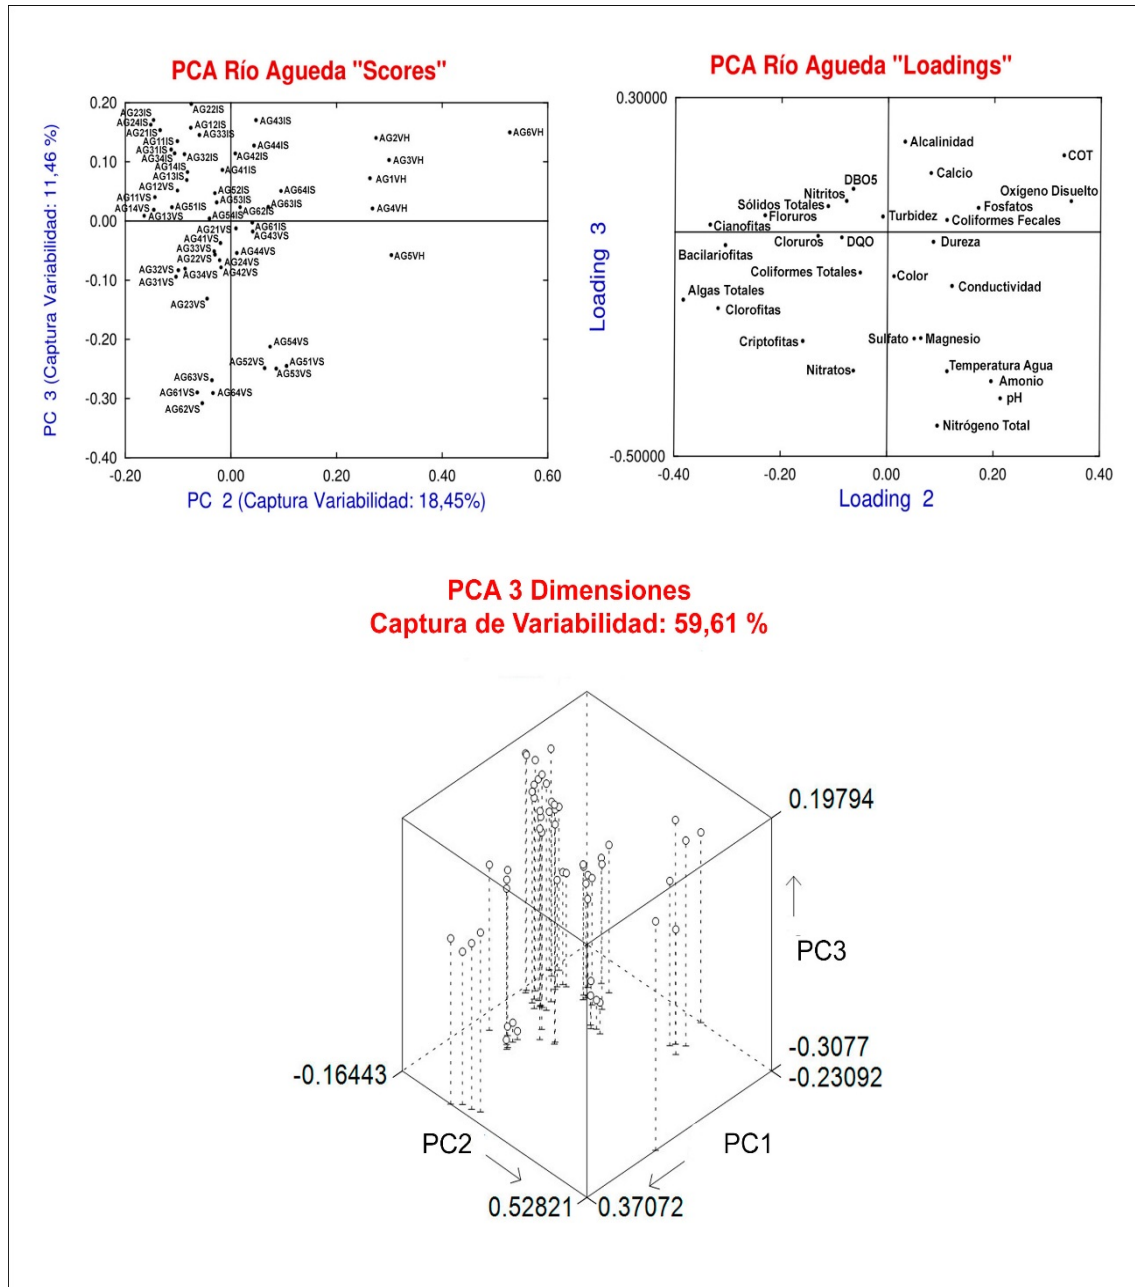 PCA Río Agueda "Scores"
PC 3 (Captura Variabilidad: 11,46 %)
0.20
0.10
0.00
-0.10
-0.20
-0.30
-0.40
AG23IS
AG22IS
AG24IS
AG12IS
AG43IS
AG21IS
AG33IS
AG6VH
AG2VH
AG11IS
AG44IS
AG31IS
AG34IS
AG32IS
AG42IS
AG3VH
AG14IS
AG41IS
AG13IS
AG1VH
AG12VS
AG52IS
AG64IS
AG11VS
AG53IS
AG63IS
AG14VS
AG51IS
AG62IS
AG4VH
AG13VS
AG54IS
AG21VS
AG61IS
AG41VS
AG43VS
AG33VS
AG44VS
AG5VH
AG22VS
AG24VS
AG32VS
AG34VS
AG42VS
AG31VS
AG23VS
AG54VS
AG52VS
AG51VS
AG53VS
AG63VS
AG61VS
AG64VS
AG62VS
-0.20
0.00
0.20
0.40
0.60
PC 2 (Captura Variabilidad: 18,45%)
PCA Río Agueda "Loadings"
Loading 3
0.30000
-0.50000
Alcalinidad
COT
Calcio
DBO5
Oxigeno Disuelto
Nitritos
Sólidos Totales
Fosfatos
Floruros
Turbidez
Coliformes Fecales
Cianofitas
Cloruros
DQO
Dureza
Bacilariofitas
Coliformes Totales
Color
Conductividad
Algas Totales
Clorofitas
Criptofitas
Sulfato
Magnesio
Nitratos
Temperatura Agua
Amonio
pH
Nitrógeno Total
-0.40
-0.20
0.00
0.20
0.40
Loading 2
PCA 3 Dimensiones
Captura de Variabilidad: 59,61 %
0.19794
PC3
-0.3077
-0.16443
-0.23092
PC2
PC1
0.52821
0.37072